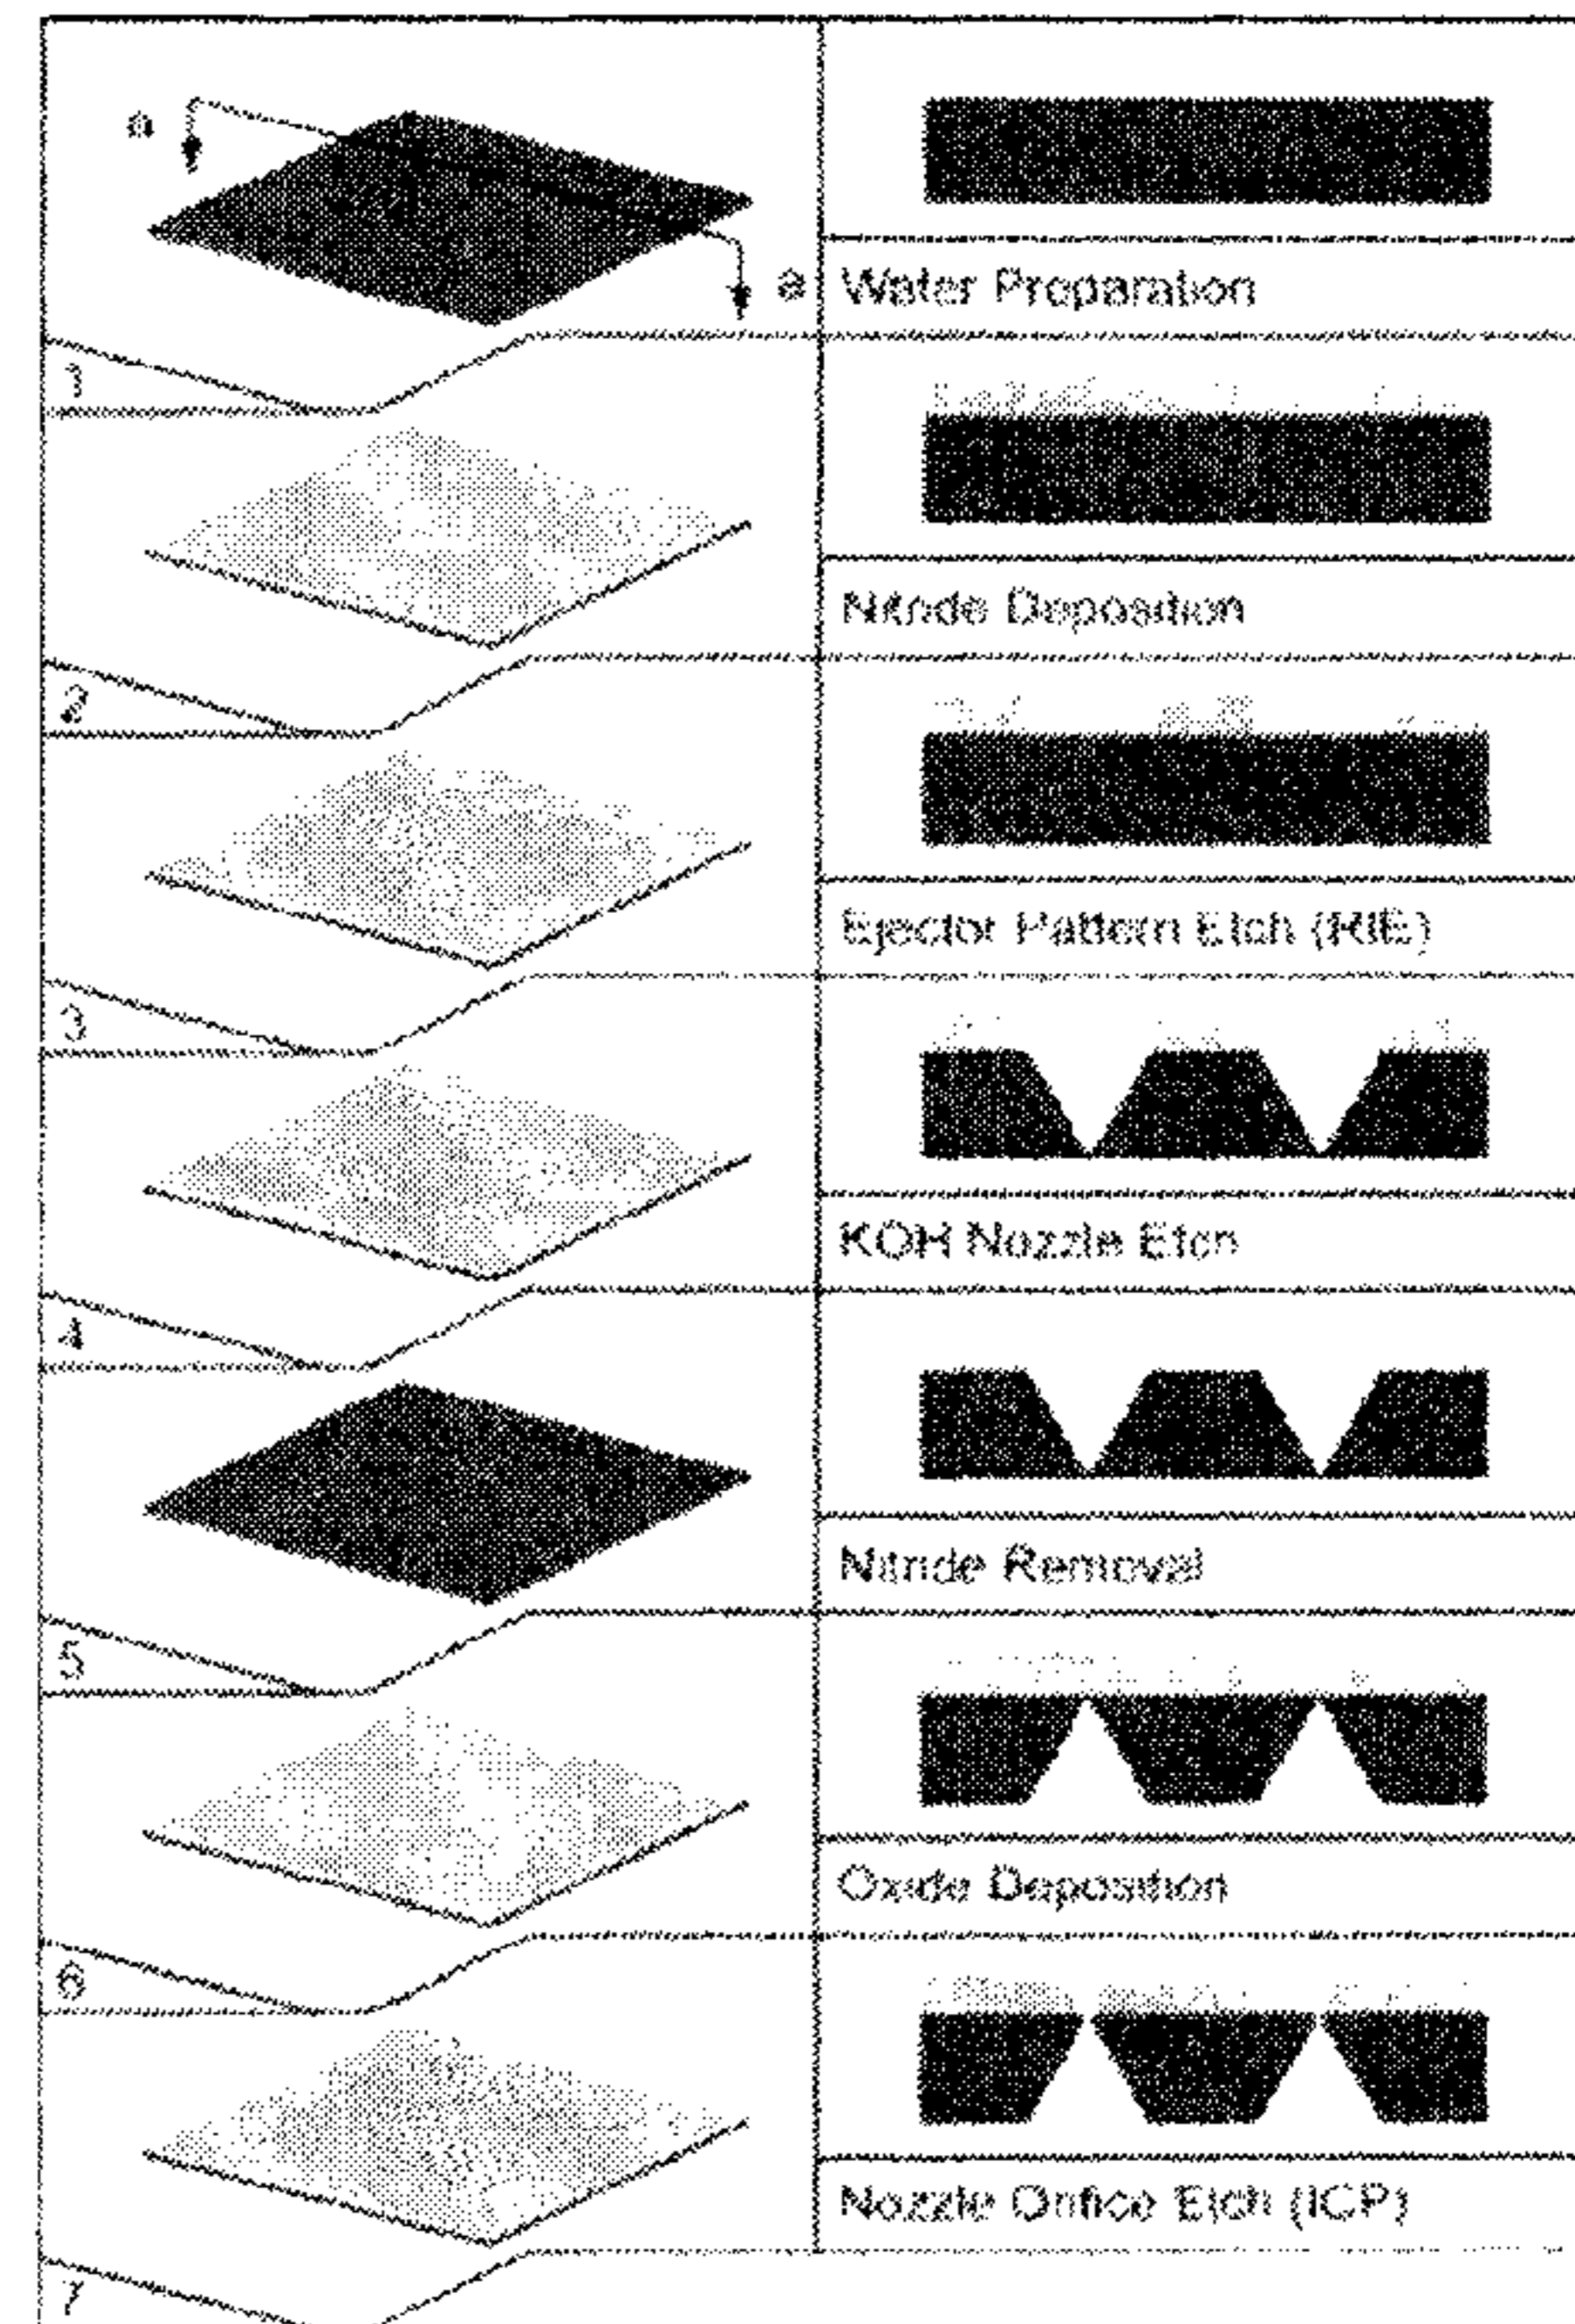 a
a
Water Preparation
1
Nitride Deposition
2
Ejector Pattern Etch (RIE)
3
KOH Nozzle Etch
4
Nitride Removal
5
Oxide Deposition
6
Nozzle Orifice Etch (ICP)
7